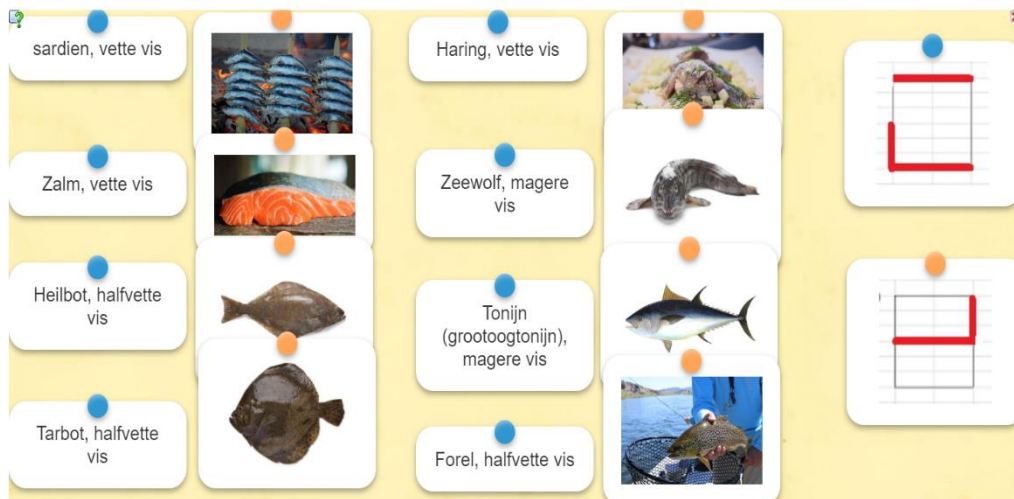 sardien, vette vis
Haring, vette vis
Zalm, vette vis
Zeewolf, magere
vis
Heilbot, halfvette
vis
Tonijn
(grootoogtonijn),
magere vis
Tarbot, halfvette
vis
Forel, halfvette vis